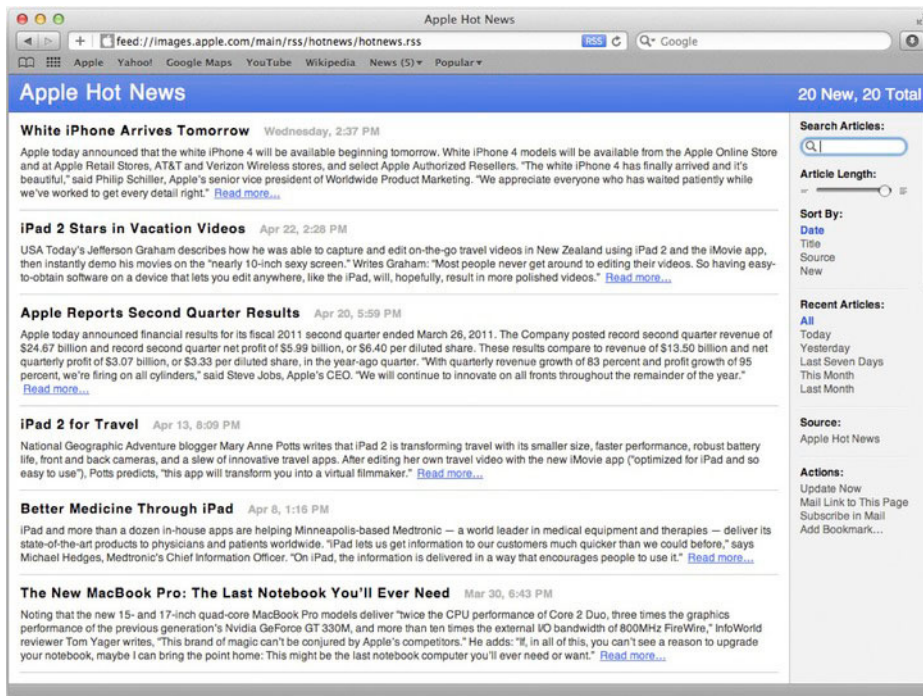 Apple Hot News
feed://images.apple.com/main/rss/hotnews/hotnews.rss
RSS
Google
Apple Yahoo! Google Maps YouTube Wikipedia News (5)▾ Popular▾
Apple Hot News
20 New, 20 Total
White iPhone Arrives Tomorrow Wednesday, 2:37 PM
Apple today announced that the white iPhone 4 will be available beginning tomorrow. White iPhone 4 models will be available from the Apple Online Store
and at Apple Retail Stores, AT&T and Verizon Wireless stores, and select Apple Authorized Resellers. “The white iPhone 4 has finally arrived and it’s
beautiful,” said Philip Schiller, Apple’s senior vice president of Worldwide Product Marketing. “We appreciate everyone who has waited patiently while
we’ve worked to get every detail right.” Read more…
iPad 2 Stars in Vacation Videos Apr 22, 2:28 PM
USA Today’s Jefferson Graham describes how he was able to capture and edit on-the-go travel videos in New Zealand using iPad 2 and the iMovie app,
then instantly demo his movies on the “nearly 10-inch sexy screen.” Writes Graham: “Most people never get around to editing their videos. So having easy-
to-obtain software on a device that lets you edit anywhere, like the iPad, will, hopefully, result in more polished videos.” Read more…
Apple Reports Second Quarter Results Apr 20, 5:59 PM
Apple today announced financial results for its fiscal 2011 second quarter ended March 26, 2011. The Company posted record second quarter revenue of
$24.67 billion and record second quarter net profit of $5.99 billion, or $6.40 per diluted share. These results compare to revenue of $13.50 billion and net
quarterly profit of $3.07 billion, or $3.33 per diluted share, in the year-ago quarter. “With quarterly revenue growth of 83 percent and profit growth of 95
percent, we’re firing on all cylinders,” said Steve Jobs, Apple’s CEO. “We will continue to innovate on all fronts throughout the remainder of the year.”
Read more…
iPad 2 for Travel Apr 13, 8:09 PM
National Geographic Adventure blogger Mary Anne Potts writes that iPad 2 is transforming travel with its smaller size, faster performance, robust battery
life, front and back cameras, and a slew of innovative travel apps. After editing her own travel video with the new iMovie app (“optimized for iPad and so
easy to use”), Potts predicts, “this app will transform you into a virtual filmmaker.” Read more…
Better Medicine Through iPad Apr 8, 1:16 PM
iPad and more than a dozen in-house apps are helping Minneapolis-based Medtronic — a world leader in medical equipment and therapies — deliver its
state-of-the-art products to physicians and patients worldwide. “iPad lets us get information to our customers much quicker than we could before,” says
Michael Hedges, Medtronic’s Chief Information Officer. “On iPad, the information is delivered in a way that encourages people to use it.” Read more…
The New MacBook Pro: The Last Notebook You’ll Ever Need Mar 30, 6:43 PM
Noting that the new 15- and 17-inch quad-core MacBook Pro models deliver “twice the CPU performance of Core 2 Duo, three times the graphics
performance of the previous generation’s Nvidia GeForce GT 330M, and more than ten times the external I/O bandwidth of 800MHz FireWire,” InfoWorld
reviewer Tom Yager writes, “This brand of magic can’t be conjured by Apple’s competitors.” He adds: “If, in all of this, you can’t see a reason to upgrade
your notebook, maybe I can bring the point home: This might be the last notebook computer you’ll ever need or want.” Read more…
Search Articles:
Article Length:
Sort By:
Date
Title
Source
New
Recent Articles:
All
Today
Yesterday
Last Seven Days
This Month
Last Month
Source:
Apple Hot News
Actions:
Update Now
Mail Link to This Page
Subscribe in Mail
Add Bookmark…